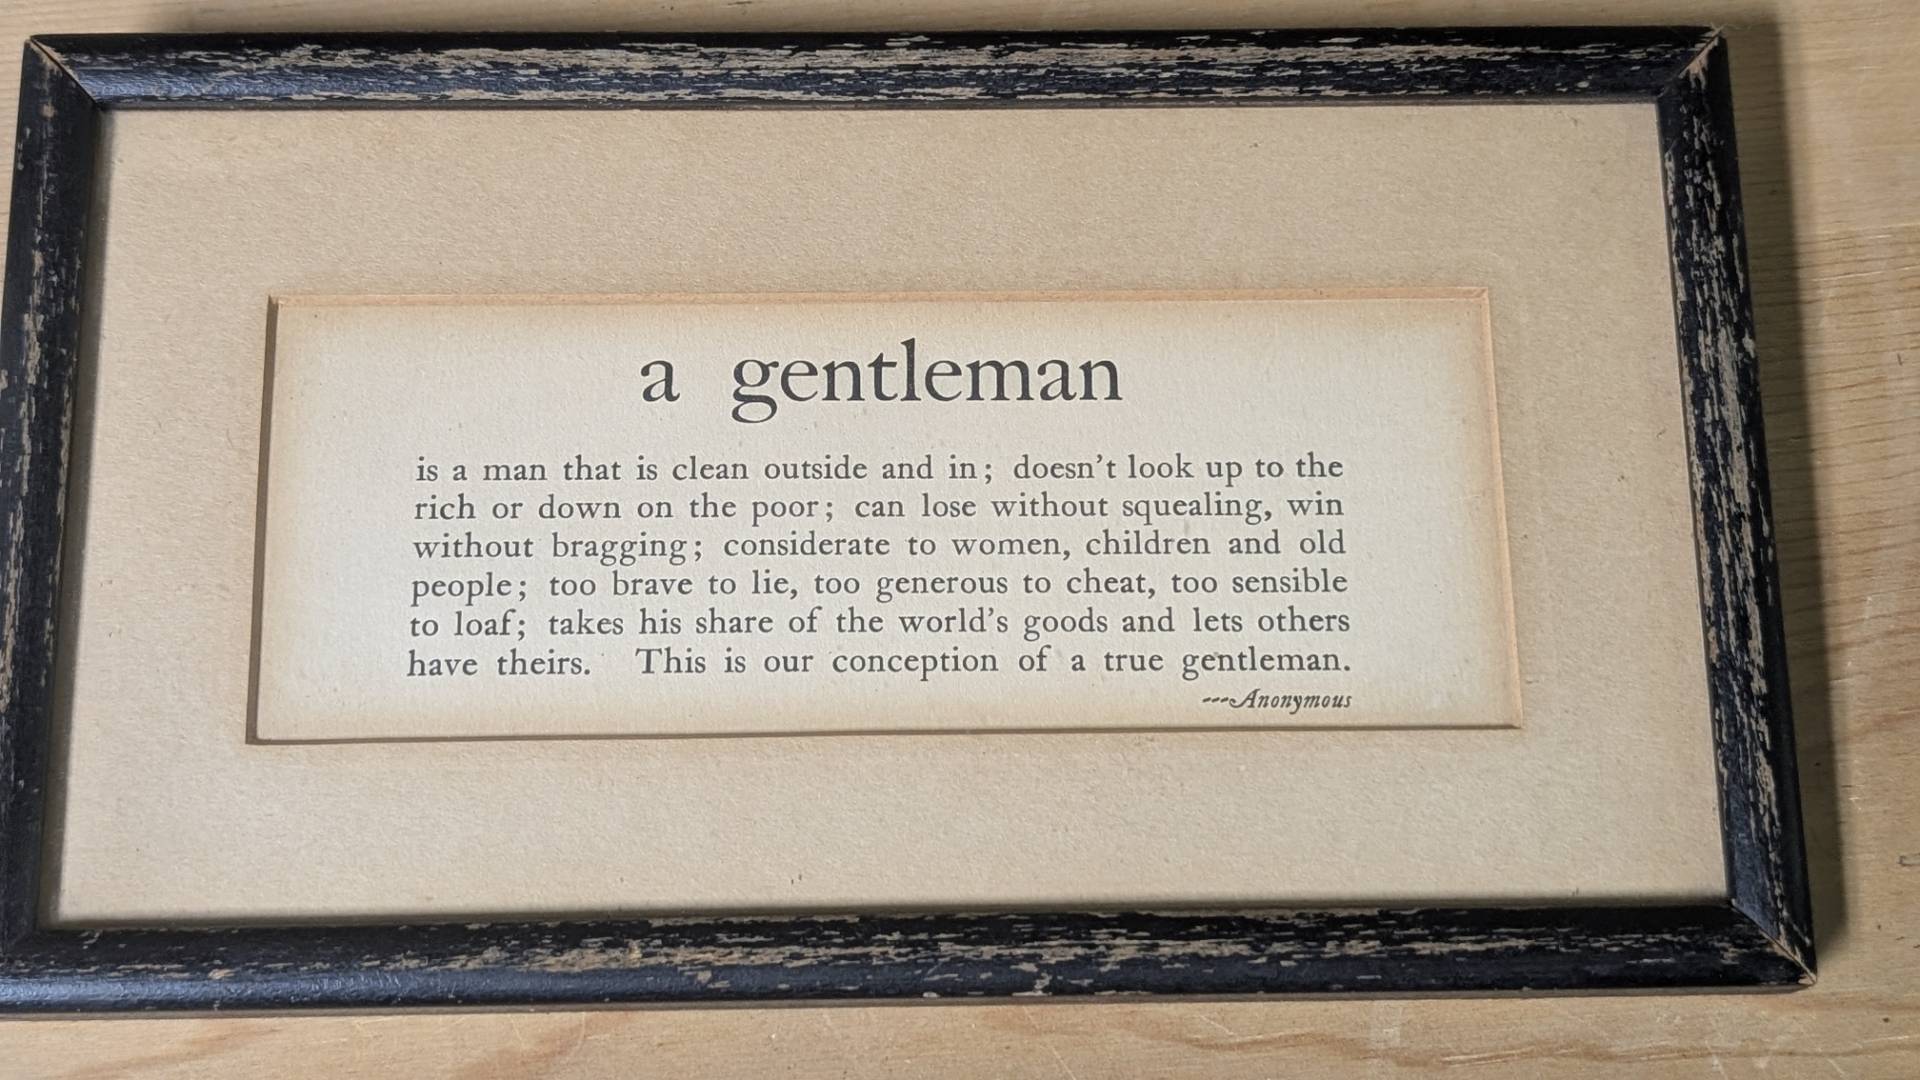 a gentleman
is a man that is clean outside and in; doesn't look up to the
rich or down on the poor; can lose without squealing, win
without bragging; considerate to women, children and old
people; too brave to lie, too generous to cheat, too sensible
to loaf; takes his share of the world's goods and lets others
have theirs. This is our conception of a true gentleman.
---Anonymous